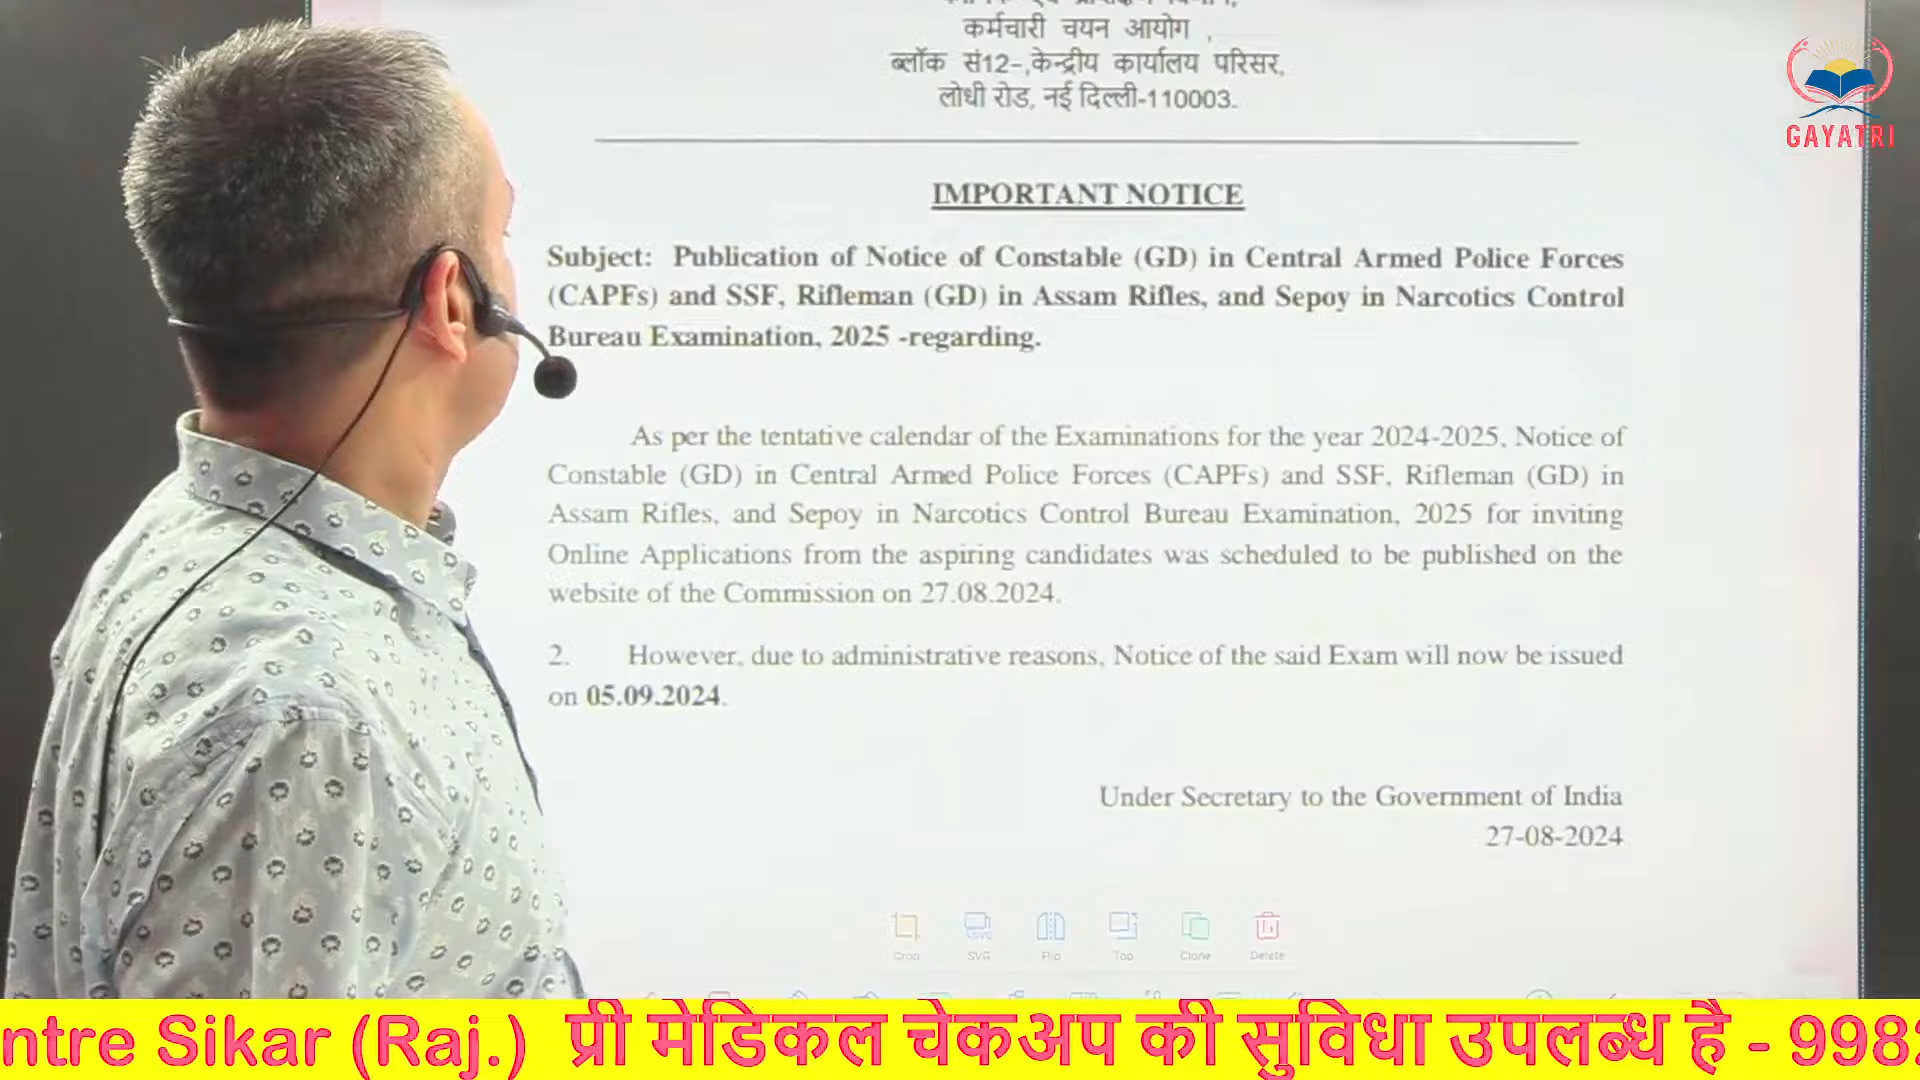 कर्मचारी चयन आयोग ,
ब्लॉक सं12-,केन्द्रीय कार्यालय परिसर,
लोधी रोड, नई दिल्ली-110003.
GAYATRI
IMPORTANT NOTICE
Subject: Publication of Notice of Constable (GD) in Central Armed Police Forces
(CAPFs) and SSF, Rifleman (GD) in Assam Rifles, and Sepoy in Narcotics Control
Bureau Examination, 2025 -regarding.
As per the tentative calendar of the Examinations for the year 2024-2025, Notice of
Constable (GD) in Central Armed Police Forces (CAPFs) and SSF, Rifleman (GD) in
Assam Rifles, and Sepoy in Narcotics Control Bureau Examination, 2025 for inviting
Online Applications from the aspiring candidates was scheduled to be published on the
website of the Commission on 27.08.2024.
2. However, due to administrative reasons, Notice of the said Exam will now be issued
on 05.09.2024.
Under Secretary to the Government of India
27-08-2024
Crop SVG Flip Top Clone Delete
ntre Sikar (Raj.) प्री मेडिकल चेकअप की सुविधा उपलब्ध है - 998